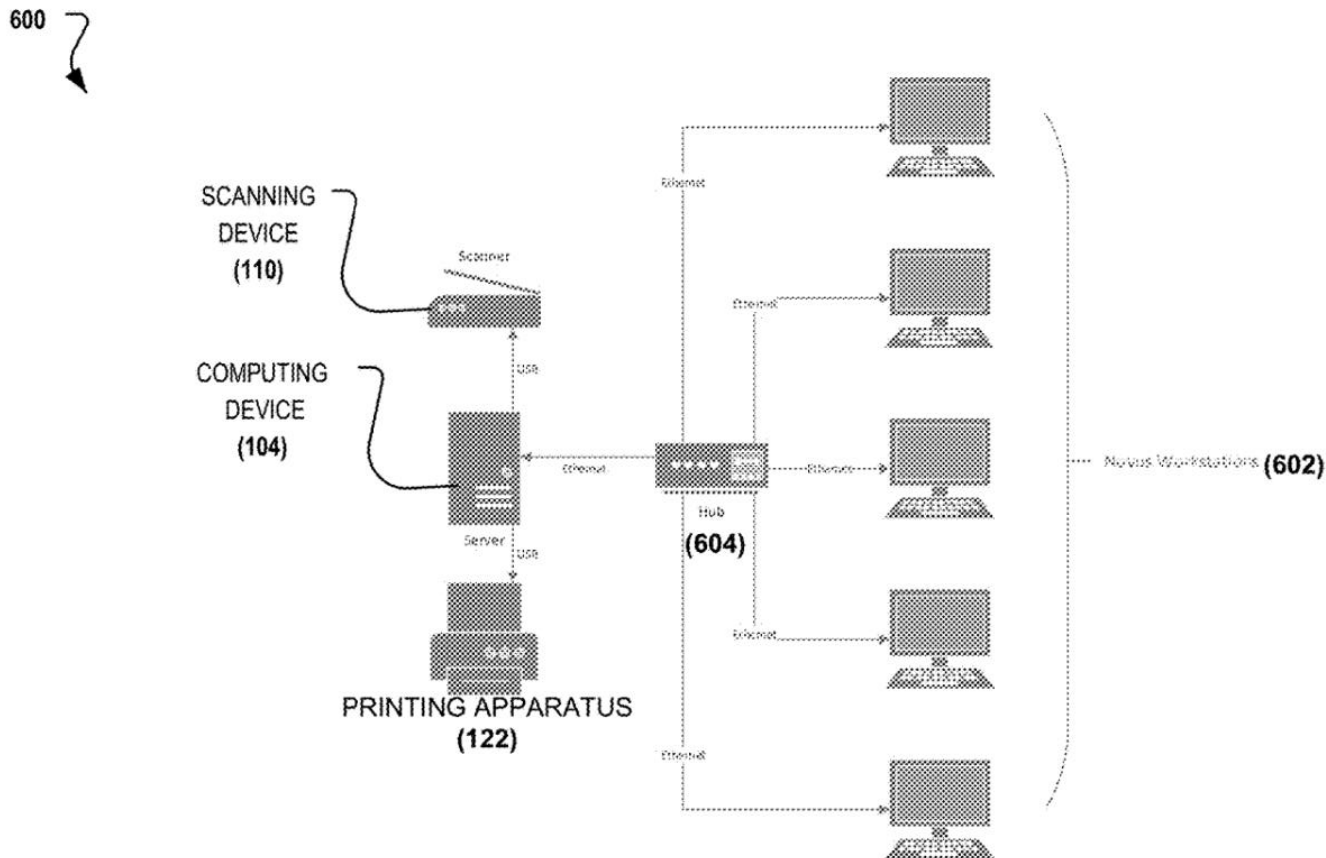 600
SCANNING
DEVICE
(110)
Scanner
USB
COMPUTING
DEVICE
(104)
Server
USB
PRINTING APPARATUS
(122)
Ethernet
Hub
(604)
Ethernet
Ethernet
Ethernet
Ethernet
Ethernet
Novus Workstations (602)